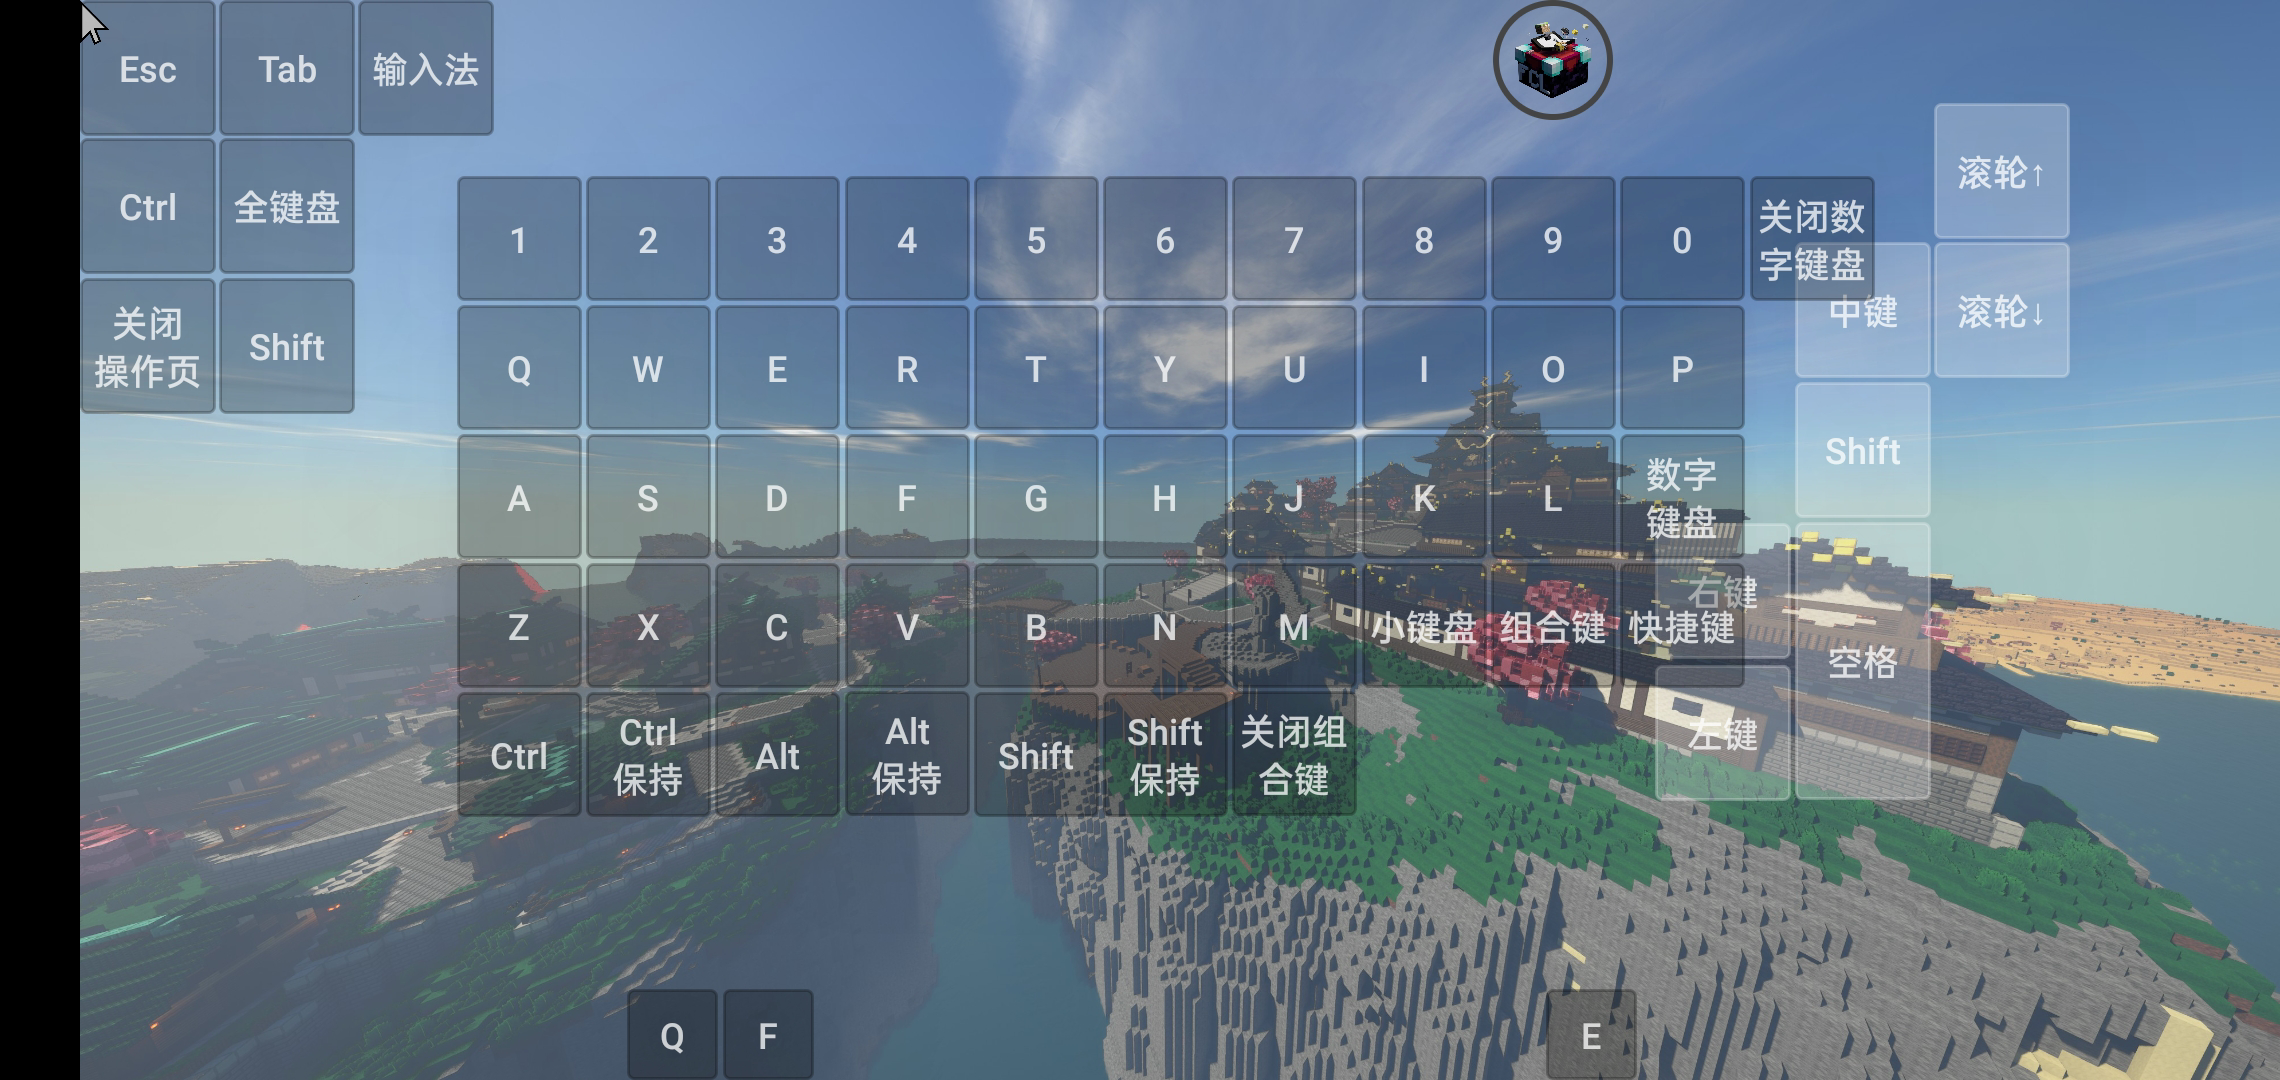 Esc
Tab
输入法
Ctrl
全键盘
关闭
操作页
Shift
FCL
滚轮↑
滚轮↓
中键
Shift
空格
右键
左键
1
2
3
4
5
6
7
8
9
0
关闭数
字键盘
Q
W
E
R
T
Y
U
I
O
P
A
S
D
F
G
H
J
K
L
数字
键盘
Z
X
C
V
B
N
M
小键盘
组合键
快捷键
Ctrl
Ctrl
保持
Alt
Alt
保持
Shift
Shift
保持
关闭组
合键
Q
F
E